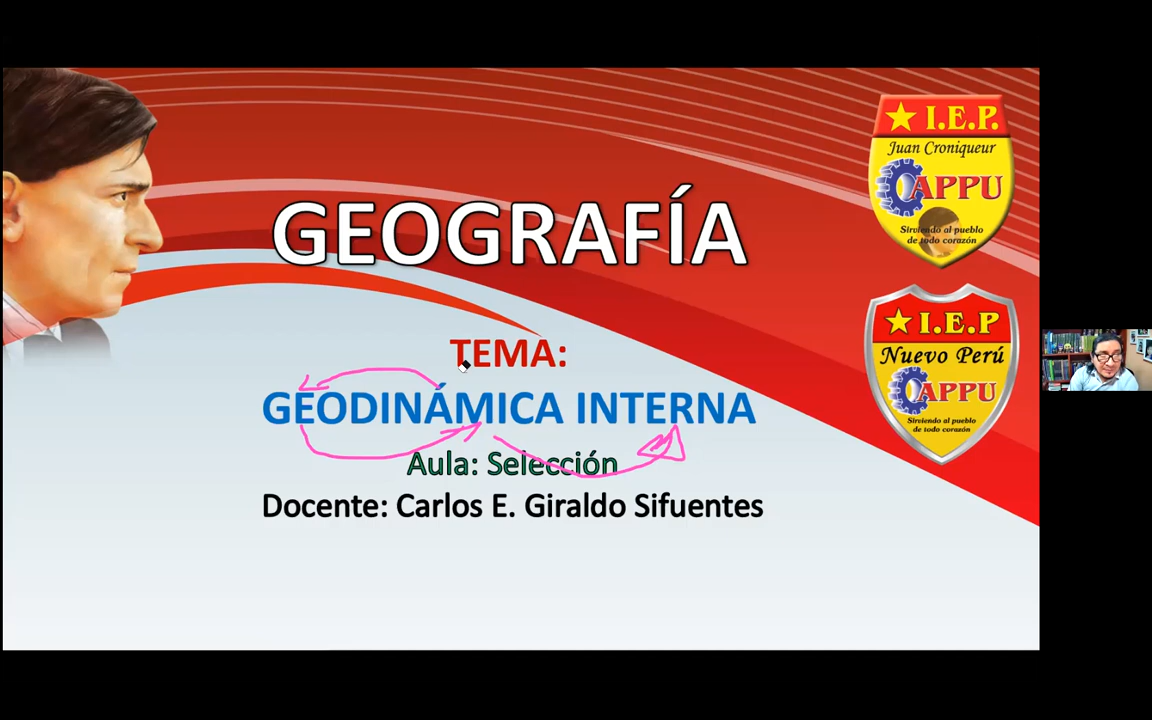 GEOGRAFÍA
TEMA:
GEODINÁMICA INTERNA
Aula: Selección
Docente: Carlos E. Giraldo Sifuentes
I.E.P.
Juan Croniqueur
CAPPU
Sirviendo al pueblo
de todo corazón
I.E.P
Nuevo Perú
CAPPU
Sirviendo al pueblo
de todo corazón